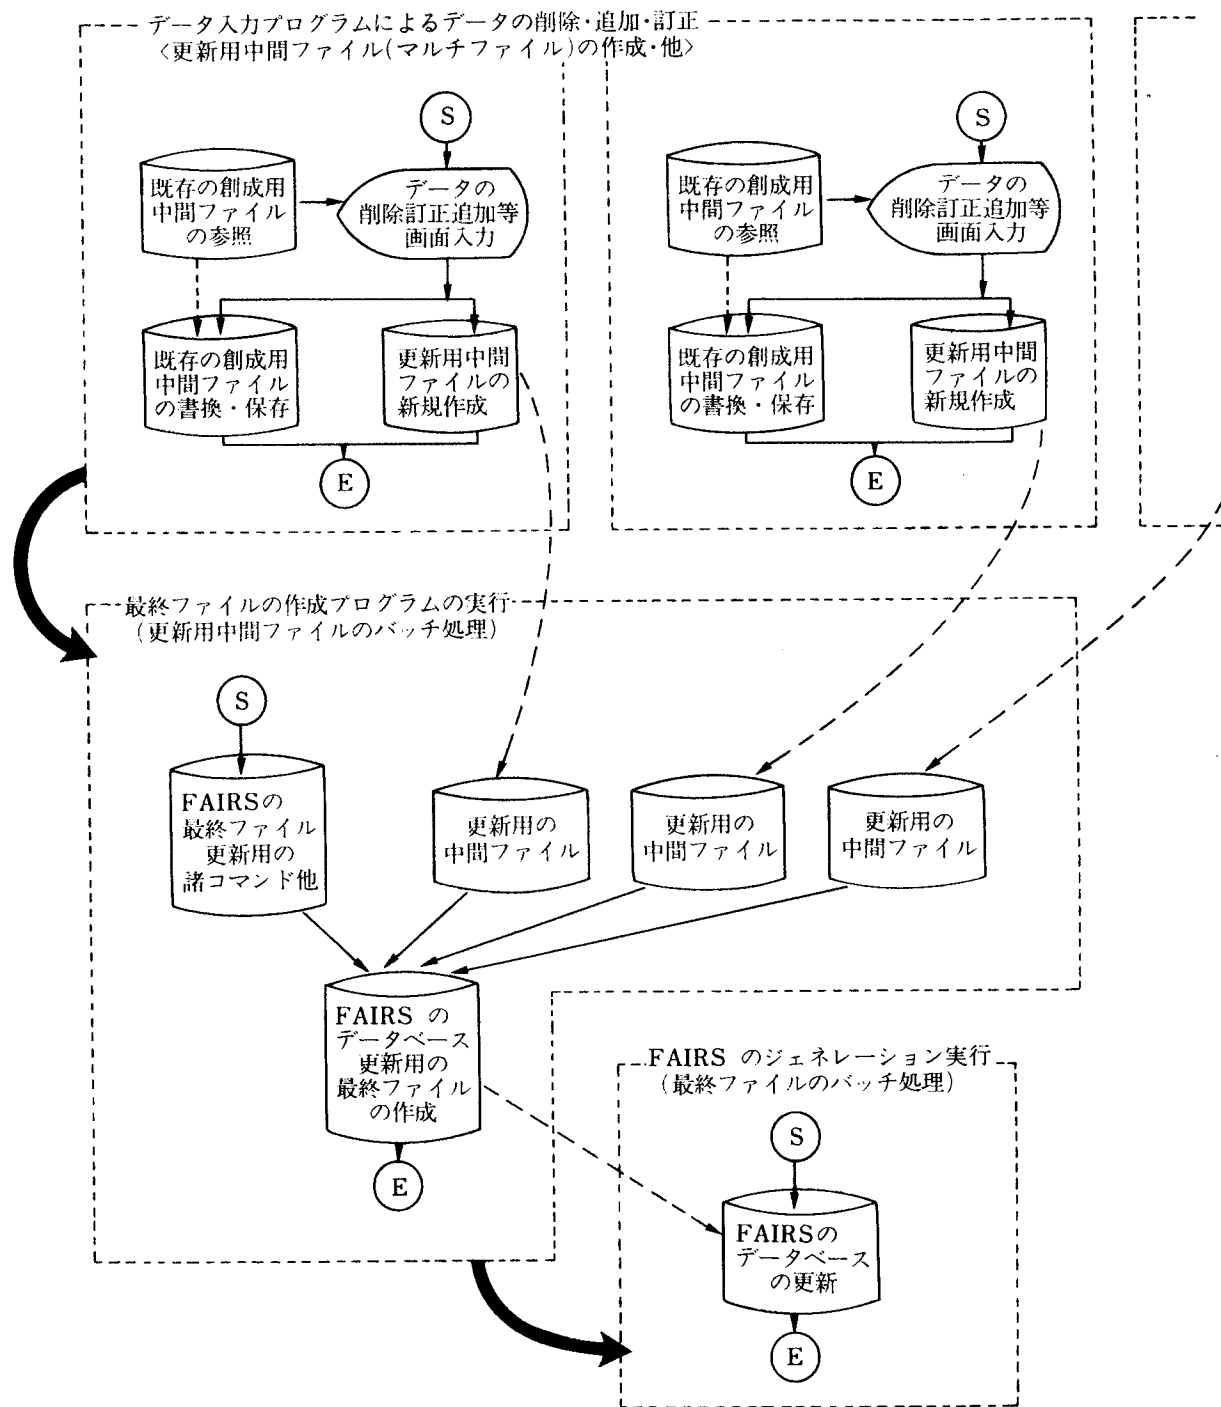 データ入力プログラムによるデータの削除・追加・訂正
〈更新用中間ファイル(マルチファイル)の作成・他〉
S
既存の創成用
中間ファイル
の参照
データの
削除訂正追加等
画面入力
既存の創成用
中間ファイル
の書換・保存
更新用中間
ファイルの
新規作成
E
S
既存の創成用
中間ファイル
の参照
データの
削除訂正追加等
画面入力
既存の創成用
中間ファイル
の書換・保存
更新用中間
ファイルの
新規作成
E
最終ファイルの作成プログラムの実行
(更新用中間ファイルのバッチ処理)
S
FAIRSの
最終ファイル
更新用の
諸コマンド他
更新用の
中間ファイル
更新用の
中間ファイル
更新用の
中間ファイル
FAIRS の
データベース
更新用の
最終ファイル
の作成
E
FAIRS のジェネレーション実行
(最終ファイルのバッチ処理)
S
FAIRSの
データベース
の更新
E